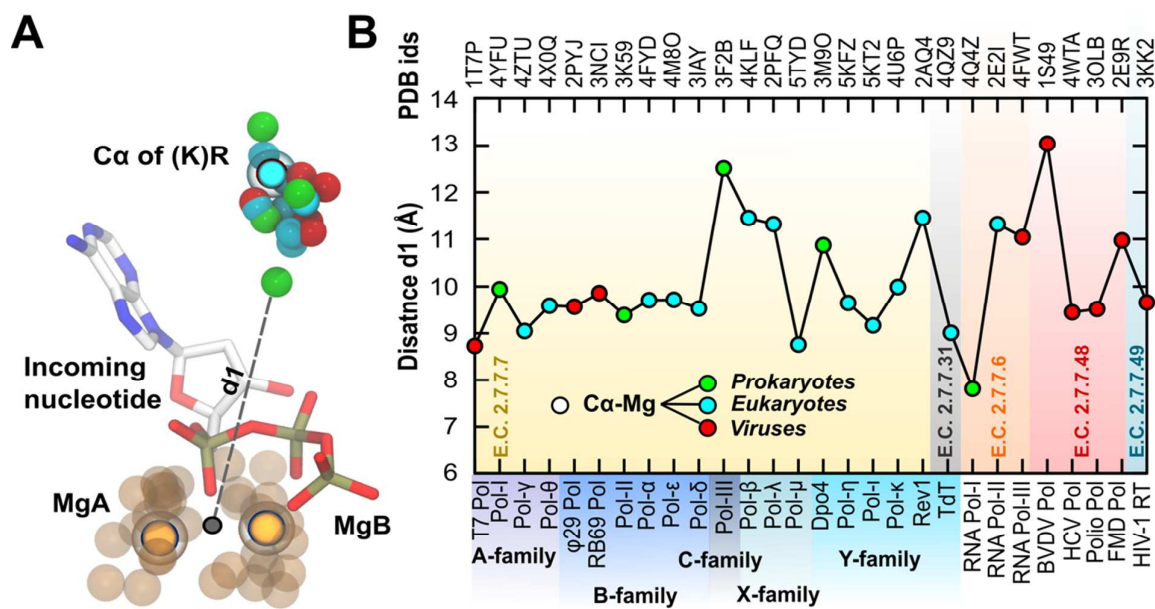 A
Cα of (K)R
Incoming
nucleotide
d1
MgA
MgB
B
PDB ids
1T7P
4YFU
4ZTU
4X0Q
2PYJ
3NCI
3K59
4FYD
4M8O
3IAY
3F2B
4KLF
2PFQ
5TYD
3M9O
5KFZ
5KT2
4U6P
2AQ4
4QZ9
4Q4Z
2E2I
4FWT
1S49
4WTA
3OLB
2E9R
3KK2
Disatnce d1 (Å)
14
13
12
11
10
9
8
7
6
Cα-Mg
Prokaryotes
Eukaryotes
Viruses
E.C. 2.7.7.7
E.C. 2.7.7.31
E.C. 2.7.7.6
E.C. 2.7.7.48
E.C. 2.7.7.49
T7 Pol
Pol-I
Pol-γ
Pol-θ
φ29 Pol
RB69 Pol
Pol-II
Pol-α
Pol-ε
Pol-δ
Pol-III
Pol-β
Pol-λ
Pol-μ
Dpo4
Pol-η
Pol-ι
Pol-κ
Rev1
TdT
RNA Pol-I
RNA Pol-II
RNA Pol-III
BVDV Pol
HCV Pol
Polio Pol
FMD Pol
HIV-1 RT
A-family
C-family
Y-family
B-family
X-family